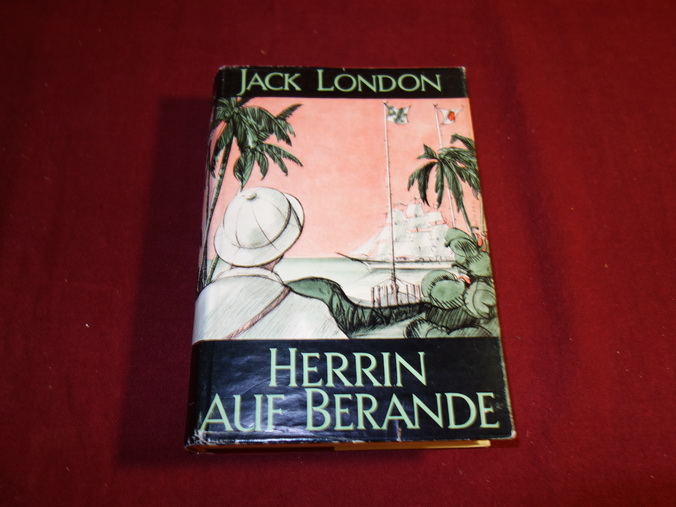 JACK LONDON
HERRIN
AUF BERANDE